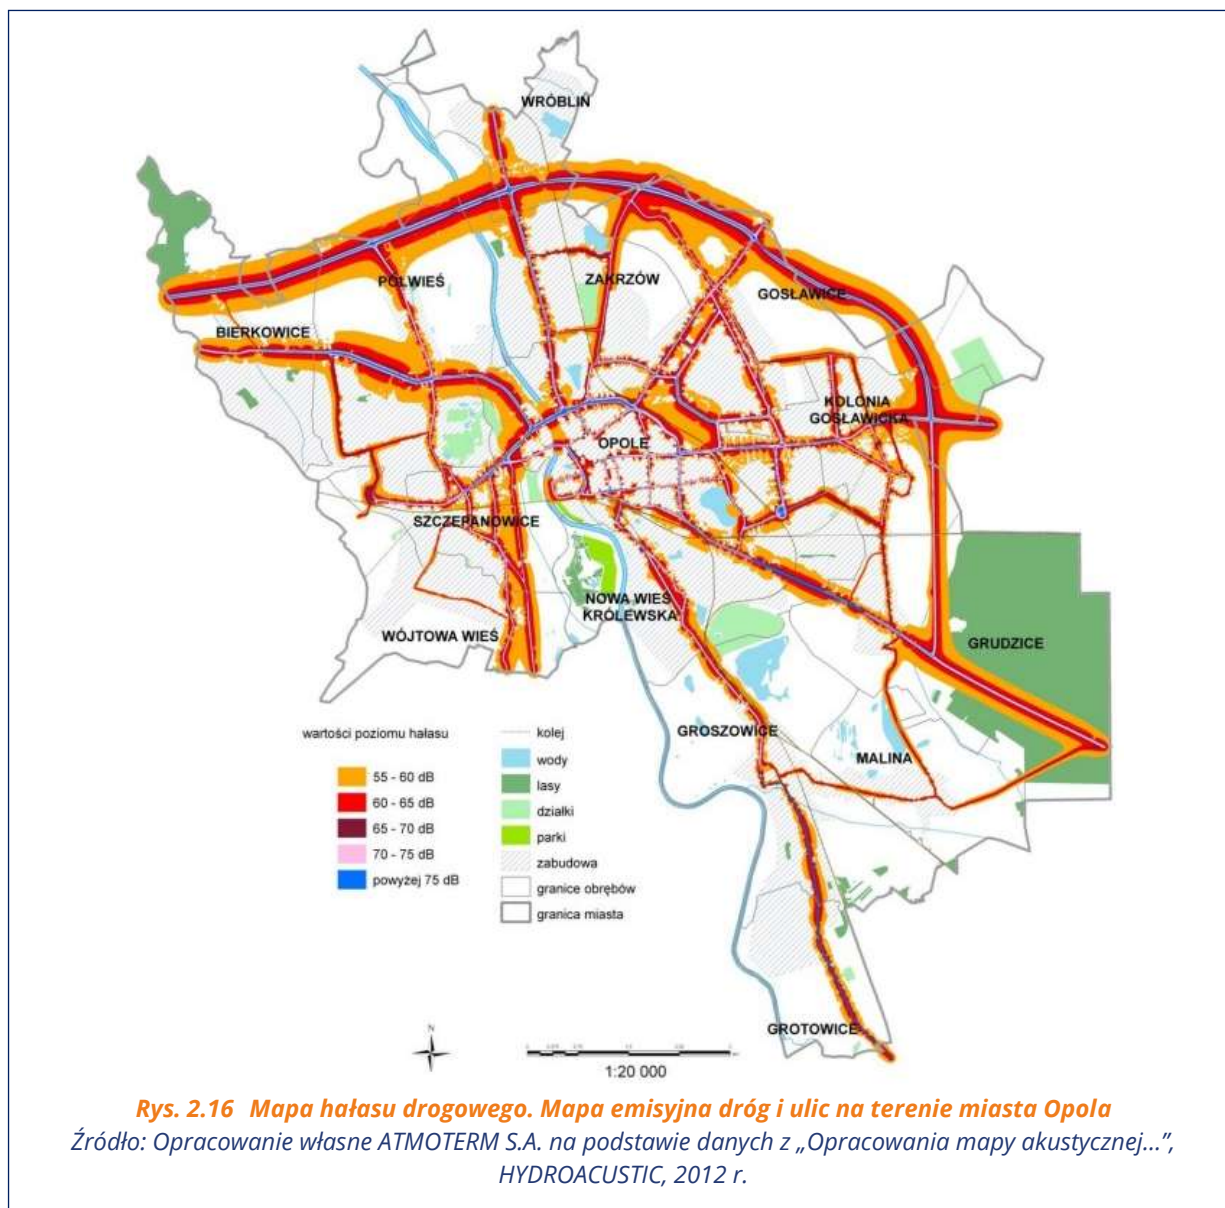 WRÓBLIN
PÓŁWIEŚ
ZAKRZÓW
GOSŁAWICE
BIERKOWICE
KOLONIA
GOSŁAWICKA
OPOLE
SZCZEPANOWICE
NOWA WIEŚ
KRÓLEWSKA
WÓJTOWA WIEŚ
GRUDZICE
GROSZOWICE
MALINA
GROTOWICE
wartości poziomu hałasu
55 - 60 dB
60 - 65 dB
65 - 70 dB
70 - 75 dB
powyżej 75 dB
kolej
wody
lasy
działki
parki
zabudowa
granice obrębów
granica miasta
N
1:20 000
Rys. 2.16 Mapa hałasu drogowego. Mapa emisyjna dróg i ulic na terenie miasta Opola
Źródło: Opracowanie własne ATMOTERM S.A. na podstawie danych z „Opracowania mapy akustycznej...”,
HYDROACUSTIC, 2012 r.